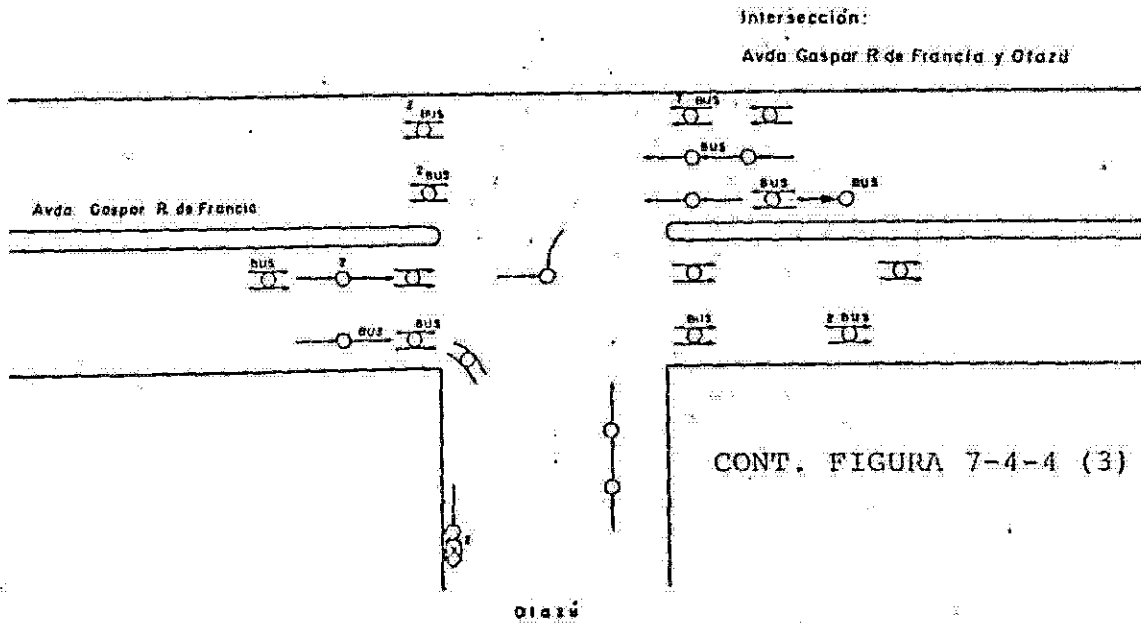 Intersección:
Avda Gaspar R de Francia y Otazú
2 BUS
BUS
BUS
2 BUS
BUS
BUS
Avda. Gaspar R. de Francia
BUS
2
BUS
BUS
BUS
2 BUS
CONT. FIGURA 7-4-4 (3)
2
Otazú